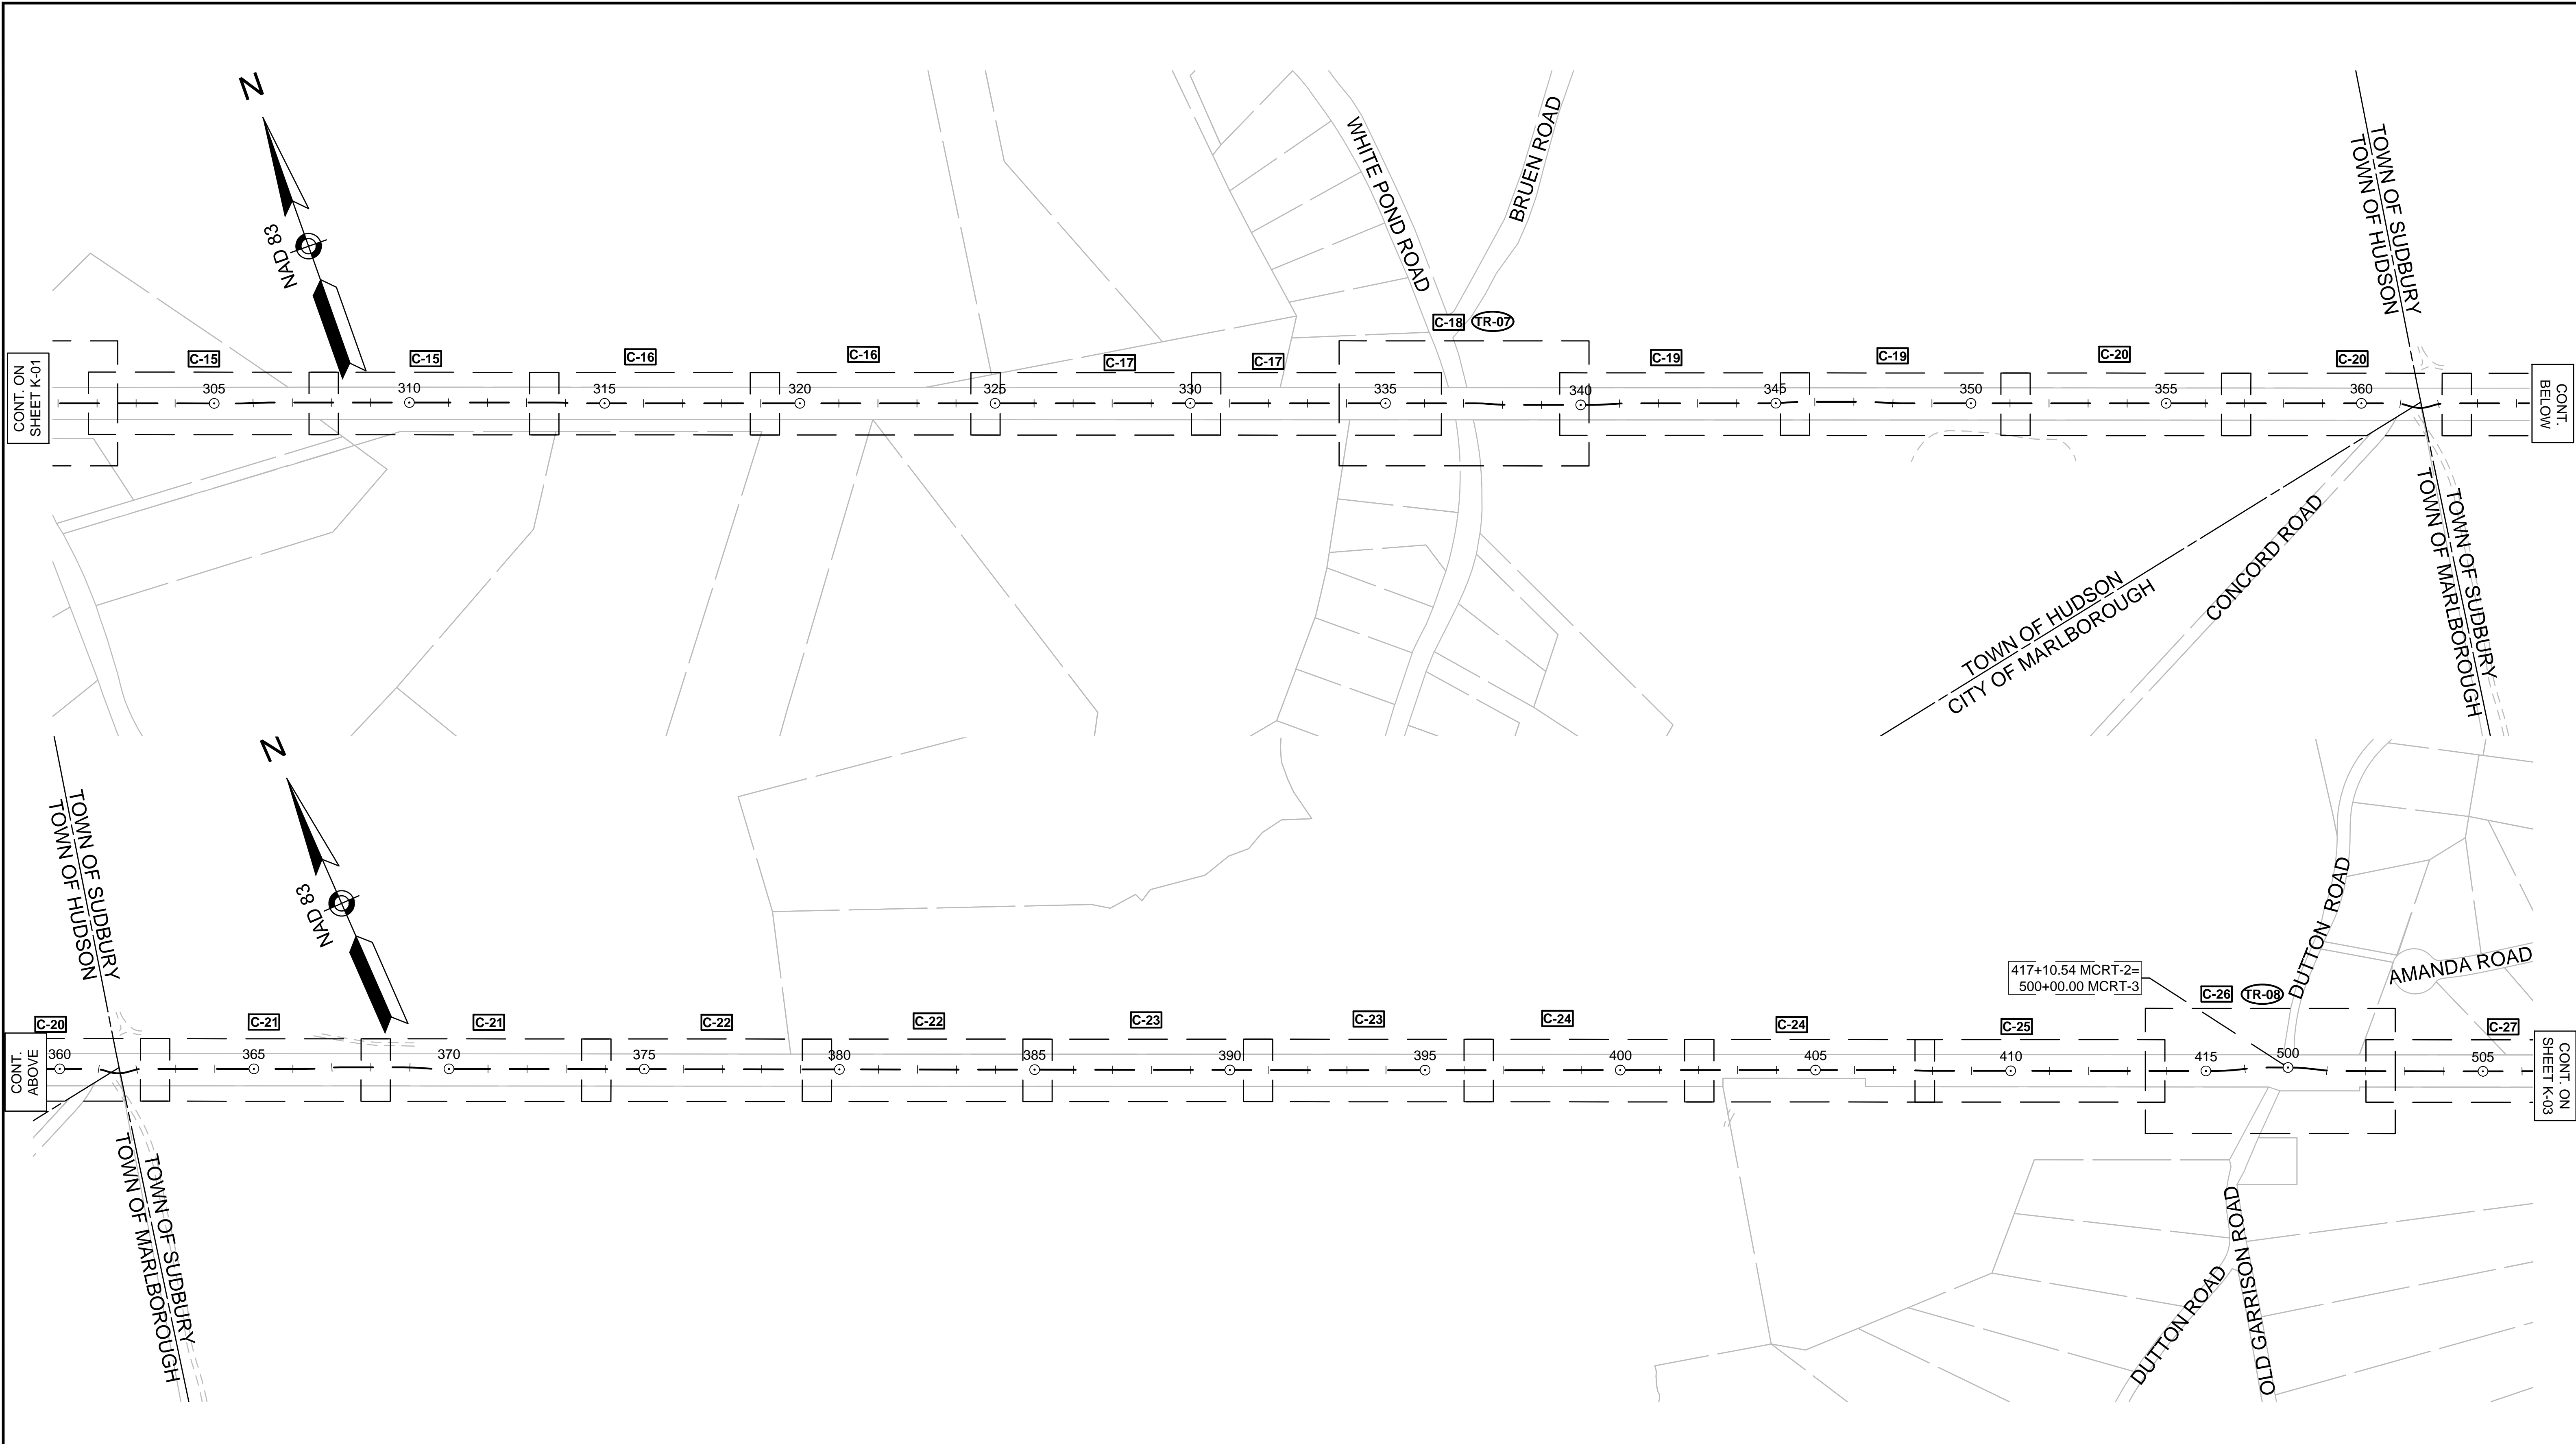 N
NAD 83
WHITE POND ROAD
BRUEN ROAD
TOWN OF SUDBURY
TOWN OF HUDSON
CONT. ON
SHEET K-01
C-15
C-15
C-16
C-16
C-17
C-17
C-18
TR-07
C-19
C-19
C-20
C-20
305
310
315
320
325
330
335
340
345
350
355
360
CONT.
BELOW
TOWN OF HUDSON
CITY OF MARLBOROUGH
CONCORD ROAD
TOWN OF SUDBURY
TOWN OF MARLBOROUGH
N
NAD 83
TOWN OF SUDBURY
TOWN OF HUDSON
DUTTON ROAD
AMANDA ROAD
417+10.54 MCRT-2=
500+00.00 MCRT-3
CONT.
ABOVE
C-20
C-21
C-21
C-22
C-22
C-23
C-23
C-24
C-24
C-25
C-26
TR-08
C-27
360
365
370
375
380
385
390
395
400
405
410
415
500
505
CONT. ON
SHEET K-03
TOWN OF SUDBURY
TOWN OF MARLBOROUGH
DUTTON ROAD
OLD GARRISON ROAD